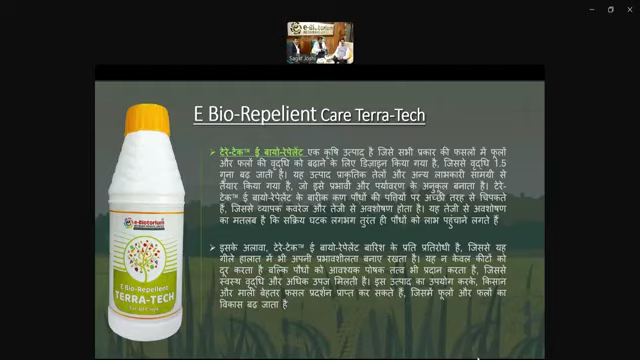 e-Biotorium
Sagar Joshi
E Bio-Repelient Care Terra-Tech
➢ टेरे-टेक ई बायो-रेपेलेंट एक कृषि उत्पाद है जिसे सभी प्रकार की फसलों में फूलों
और फलों की वृद्धि को बढ़ाने के लिए डिज़ाइन किया गया है, जिससे वृद्धि 1.5
गुना बढ़ जाती है। यह उत्पाद प्राकृतिक तेलों और अन्य लाभकारी सामग्री से
तैयार किया गया है, जो इसे प्रभावी और पर्यावरण के अनुकूल बनाता है। टेरे-
टेक ई बायो-रेपेलेंट के बारीक कण पौधों की पत्तियों पर अच्छी तरह से चिपकते
हैं, जिससे व्यापक कवरेज और तेजी से अवशोषण होता है। यह तेजी से अवशोषण
का मतलब है कि सक्रिय घटक लगभग तुरंत ही पौधों को लाभ पहुंचाने लगते हैं
➢ इसके अलावा, टेरे-टेक ई बायो-रेपेलेंट बारिश के प्रति प्रतिरोधी है, जिससे यह
गीले हालात में भी अपनी प्रभावशीलता बनाए रखता है। यह न केवल कीटों को
दूर करता है बल्कि पौधों को आवश्यक पोषक तत्व भी प्रदान करता है, जिससे
स्वस्थ वृद्धि और अधिक उपज मिलती है। इस उत्पाद का उपयोग करके, किसान
और माली बेहतर फसल प्रदर्शन प्राप्त कर सकते हैं, जिसमें फूलों और फलों का
विकास बढ़ जाता है
e-Biotorium
E Bio-Repellent
TERRA-TECH